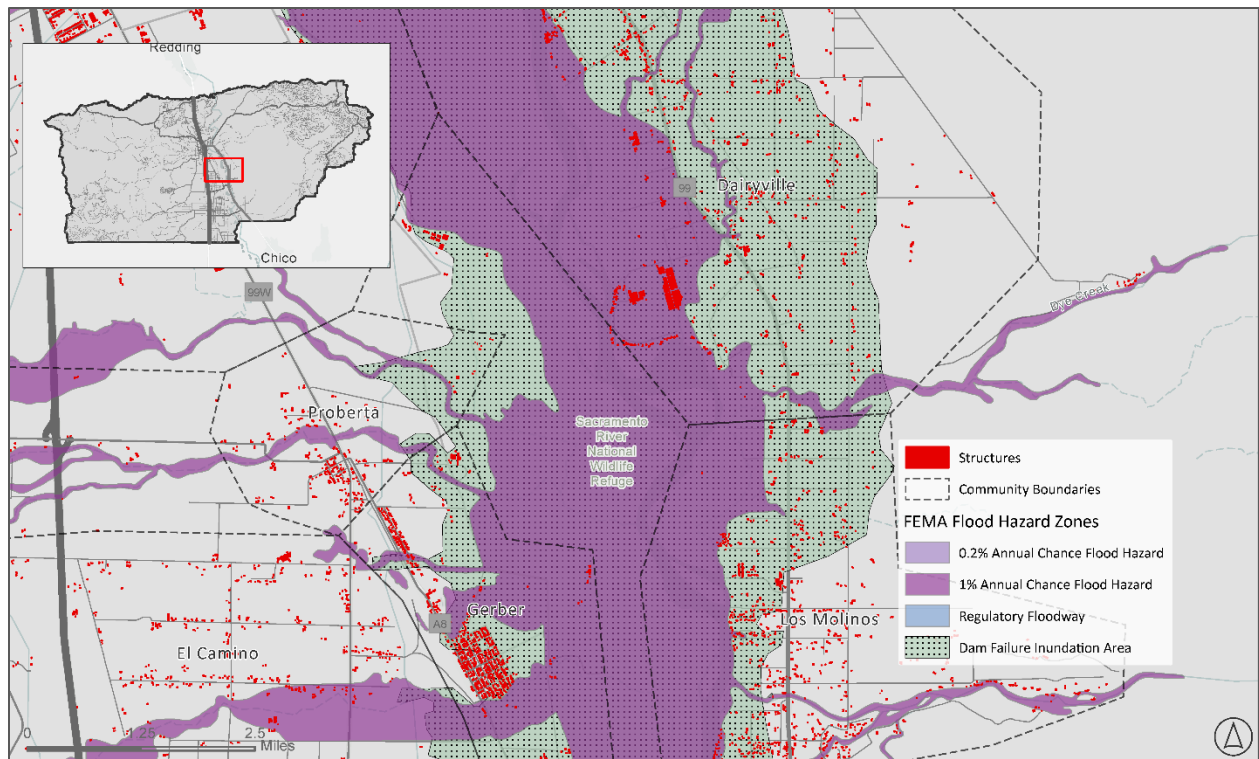 Redding
Chico
99W
99
Dairyville
Dye Creek
Proberta
Sacramento
River
National
Wildlife
Refuge
Gerber
A8
Los Molinos
El Camino
Structures
Community Boundaries
FEMA Flood Hazard Zones
0.2% Annual Chance Flood Hazard
1% Annual Chance Flood Hazard
Regulatory Floodway
Dam Failure Inundation Area
0 1.25 2.5
Miles